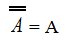 A̿ = A